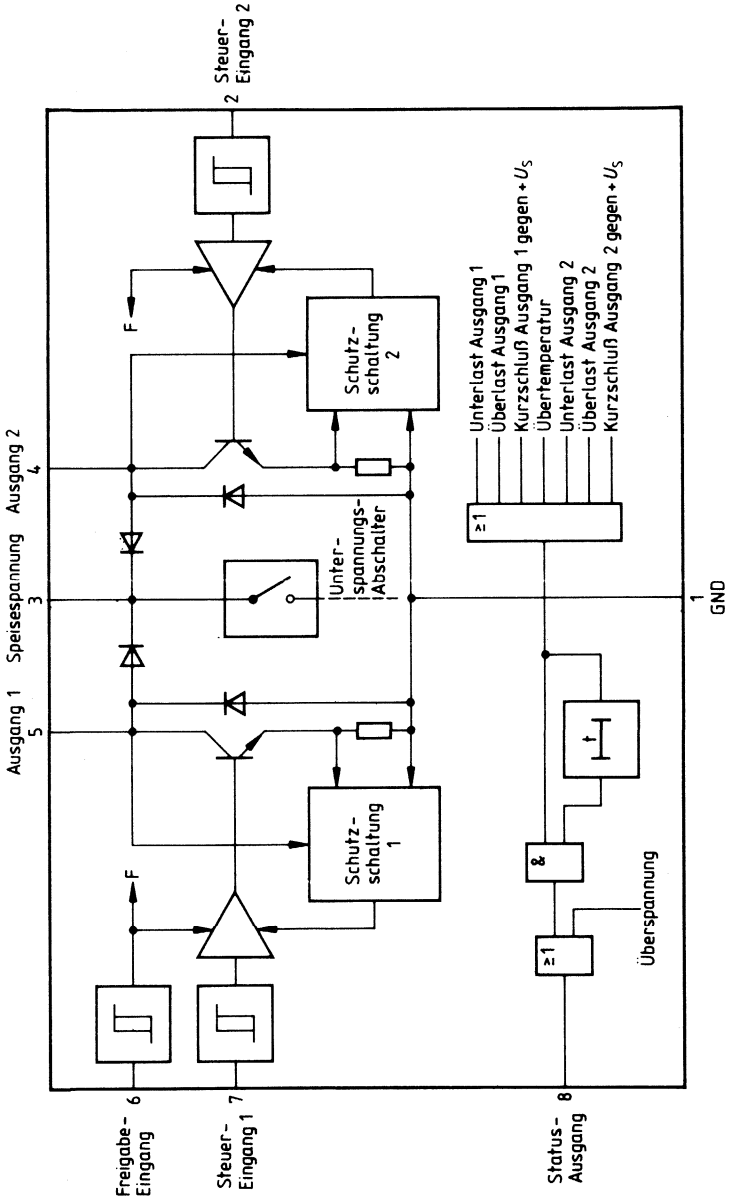 Ausgang 1
5
Speisespannung
3
Ausgang 2
4
Freigabe-
Eingang
6
F
F
Steuer-
Eingang 1
7
Steuer-
Eingang 2
2
Schutz-
schaltung
1
Unter-
spannungs-
Abschalter
Schutz-
schaltung
2
Status-
Ausgang
8
≥1
&
t
Überspannung
≥1
Unterlast Ausgang 1
Überlast Ausgang 1
Kurzschluß Ausgang 1 gegen + US
Übertemperatur
Unterlast Ausgang 2
Überlast Ausgang 2
Kurzschluß Ausgang 2 gegen + US
1
GND